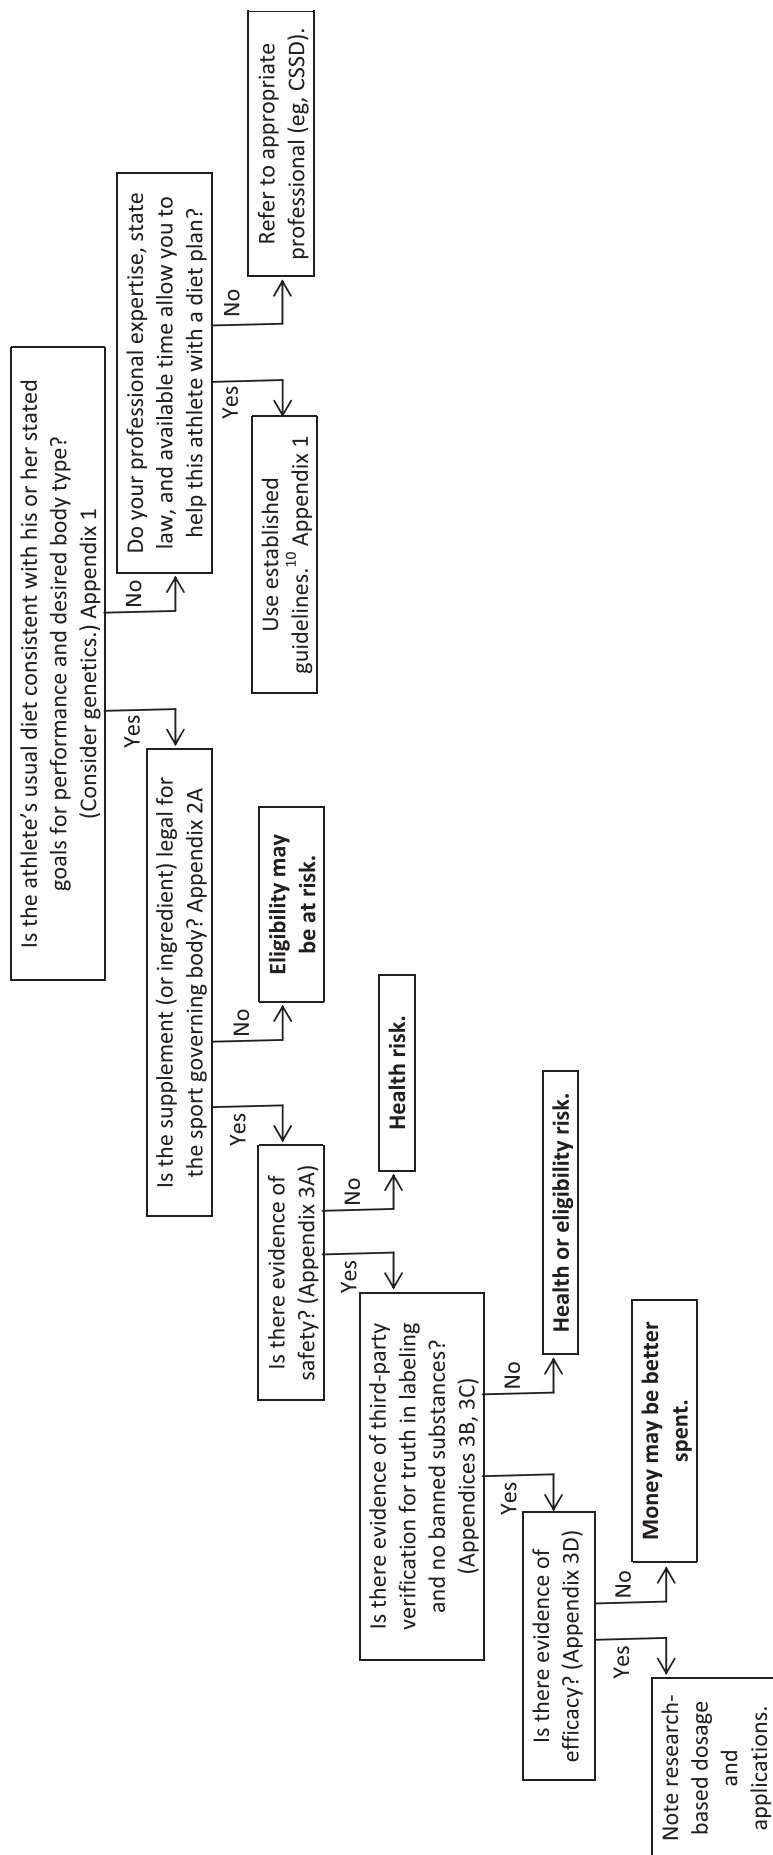 Is the athlete's usual diet consistent with his or her stated
goals for performance and desired body type?
(Consider genetics.) Appendix 1
Yes
No
Is the supplement (or ingredient) legal for
the sport governing body? Appendix 2A
Do your professional expertise, state
law, and available time allow you to
help this athlete with a diet plan?
Yes
No
Yes
No
Is there evidence of
safety? (Appendix 3A)
Eligibility may
be at risk.
Use established
guidelines.10 Appendix 1
Refer to appropriate
professional (eg, CSSD).
Yes
No
Is there evidence of third-party
verification for truth in labeling
and no banned substances?
(Appendices 3B, 3C)
Health risk.
Yes
No
Is there evidence of
efficacy? (Appendix 3D)
Health or eligibility risk.
Yes
No
Note research-
based dosage
and
applications.
Money may be better
spent.